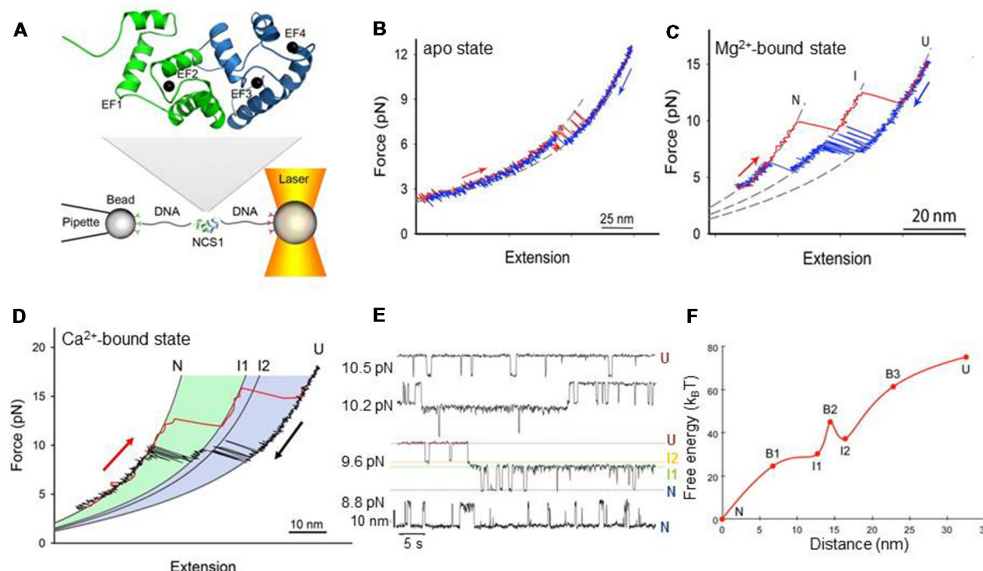 A
EF4
EF2
EF3
EF1
Laser
Bead
DNA
DNA
Pipette
NCS1
B
apo state
12
9
6
3
0
Force (pN)
25 nm
Extension
C
Mg²⁺-bound state
U
I
N
15
10
5
0
Force (pN)
20 nm
Extension
D
Ca²⁺-bound state
N
I1
I2
U
20
15
10
5
0
Force (pN)
10 nm
Extension
E
10.5 pN
U
10.2 pN
9.6 pN
U
I2
I1
N
8.8 pN
10 nm
N
5 s
F
80
60
40
20
0
Free energy (kBT)
N
B1
I1
B2
I2
B3
U
0
5
10
15
20
25
30
Distance (nm)